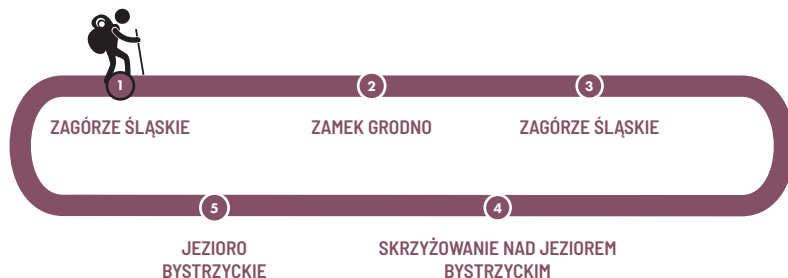 1
2
3
ZAGÓRZE ŚLĄSKIE
ZAMEK GRODNO
ZAGÓRZE ŚLĄSKIE
5
4
JEZIORO
BYSTRZYCKIE
SKRZYŻOWANIE NAD JEZIOREM
BYSTRZYCKIM